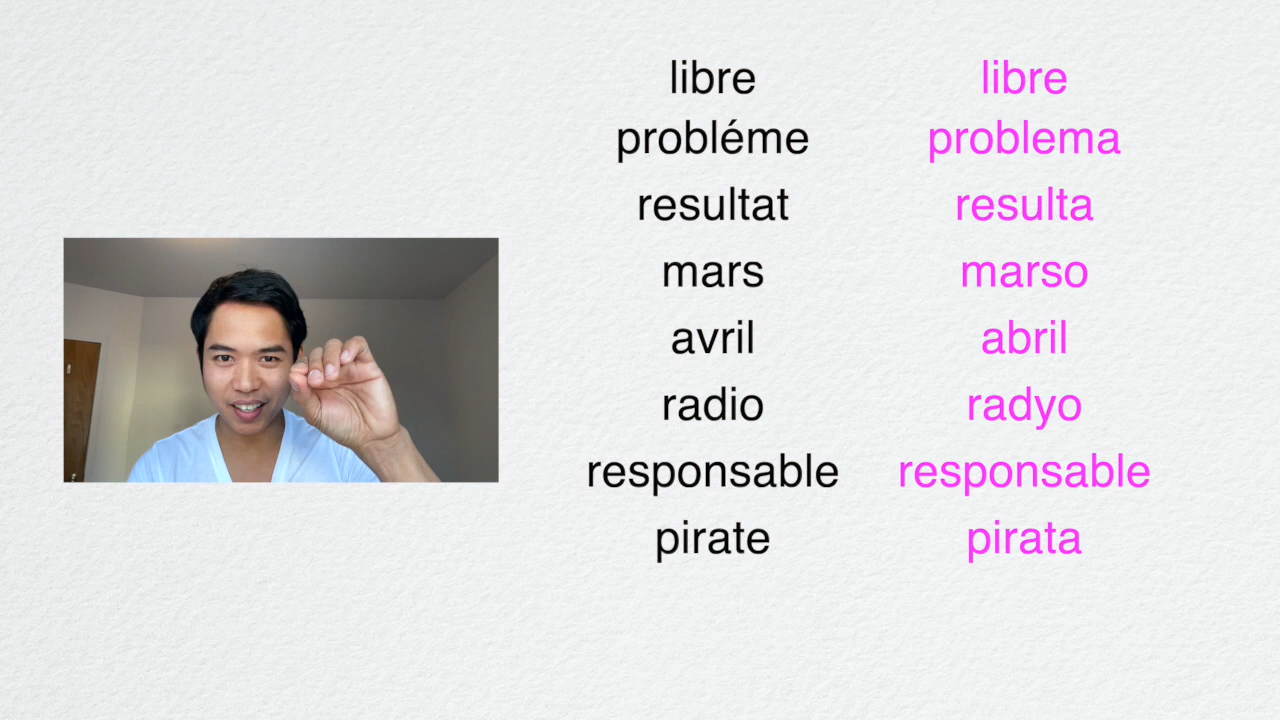 libre libre
probléme problema
resultat resulta
mars marso
avril abril
radio radyo
responsable responsable
pirate pirata